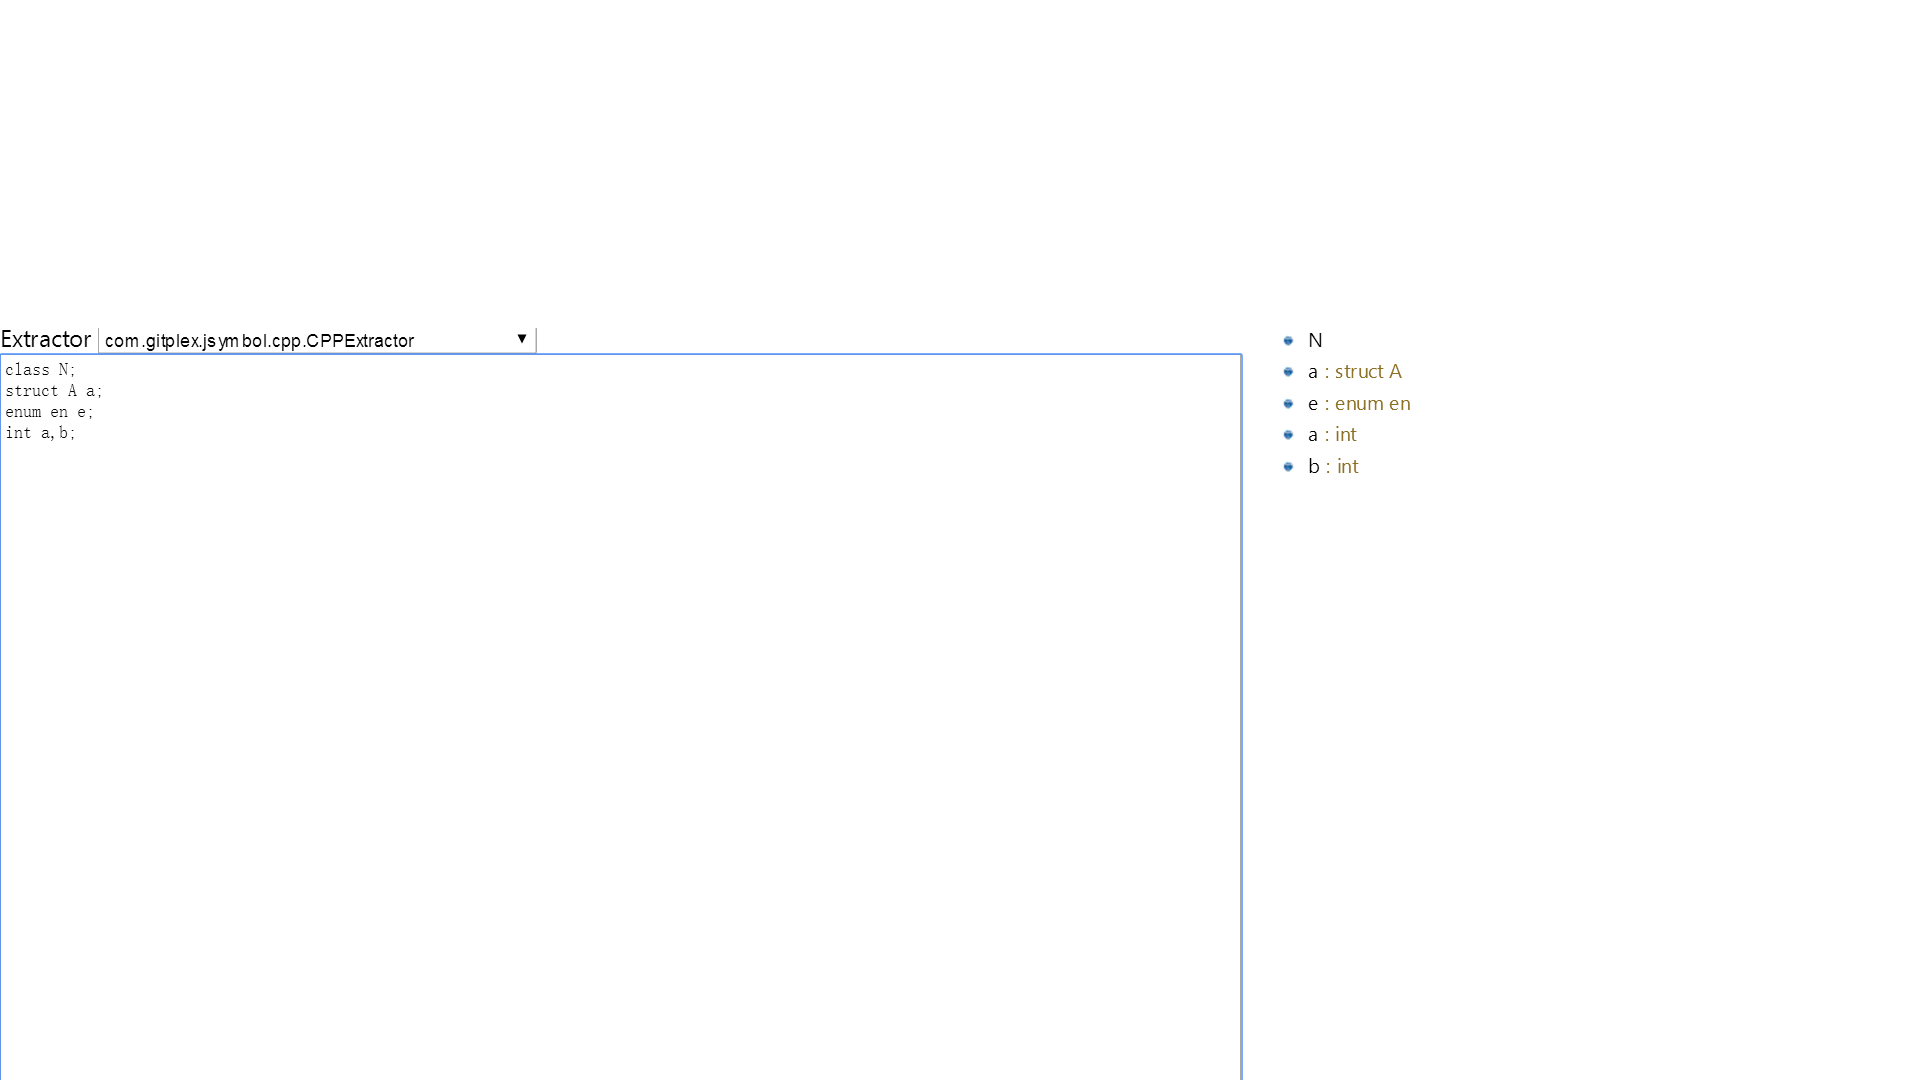 Extractor com.gitplex.jsymbol.cpp.CPPExtractor
class N;
struct A a;
enum en e;
int a,b;
N
a : struct A
e : enum en
a : int
b : int